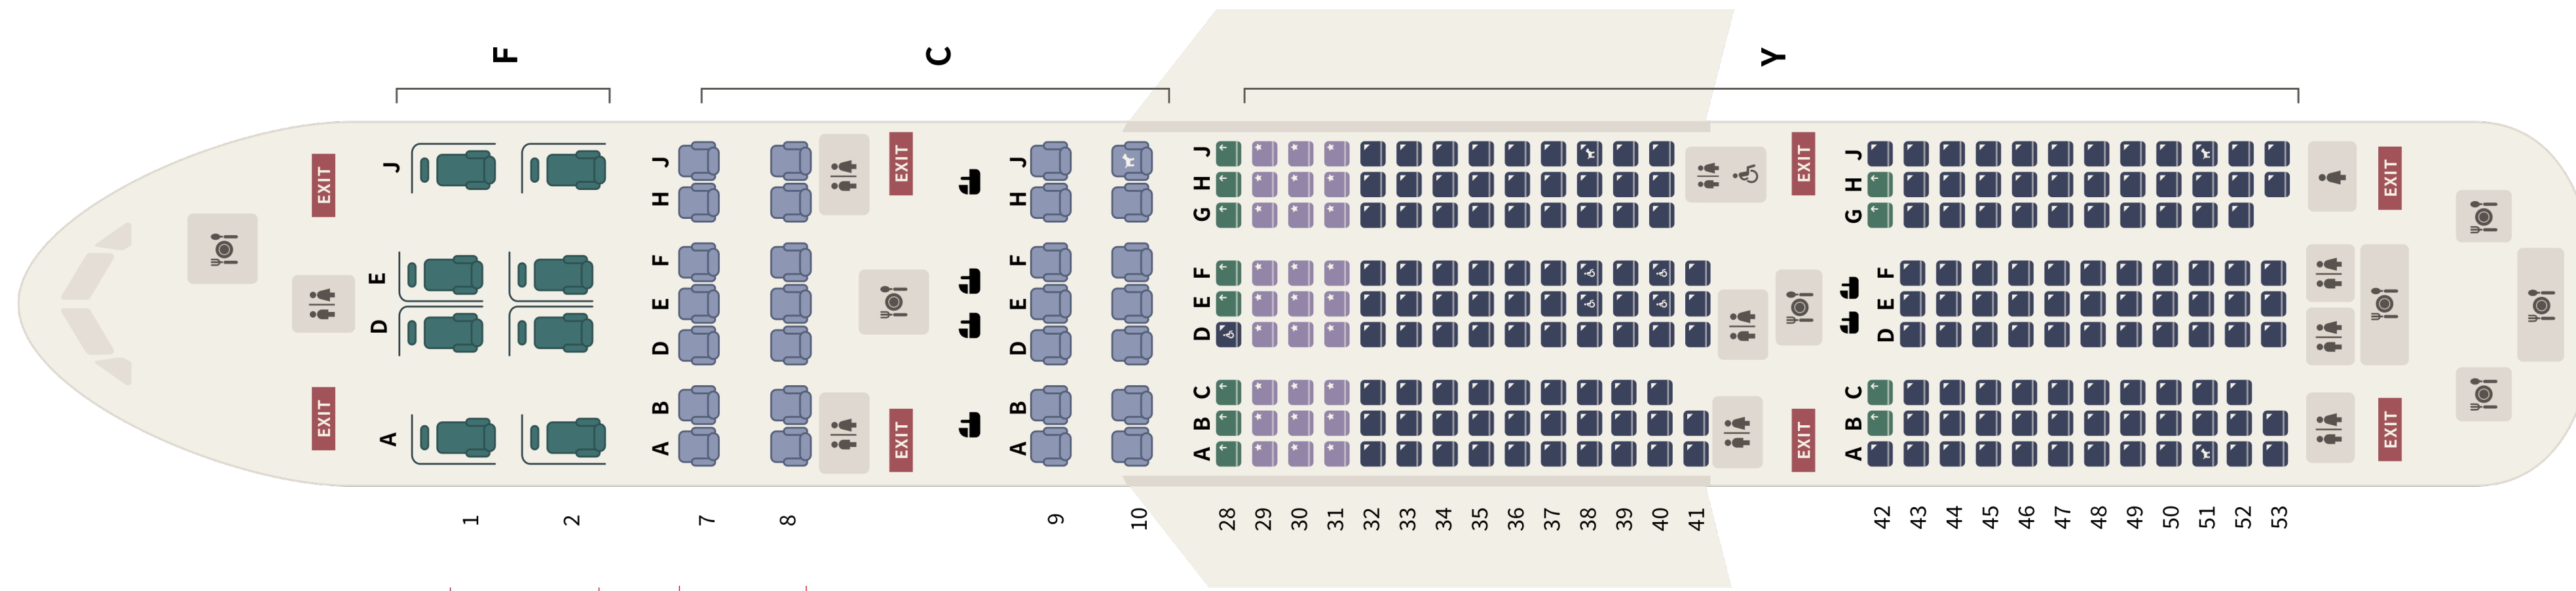 F
C
Y
EXIT
EXIT
EXIT
EXIT
EXIT
EXIT
EXIT
EXIT
J
E
D
A
J
H
F
E
D
B
A
J
H
F
E
D
B
A
J
H
G
F
E
D
C
B
A
J
H
G
F
E
D
C
B
A
1
2
7
8
9
10
28
29
30
31
32
33
34
35
36
37
38
39
40
41
42
43
44
45
46
47
48
49
50
51
52
53